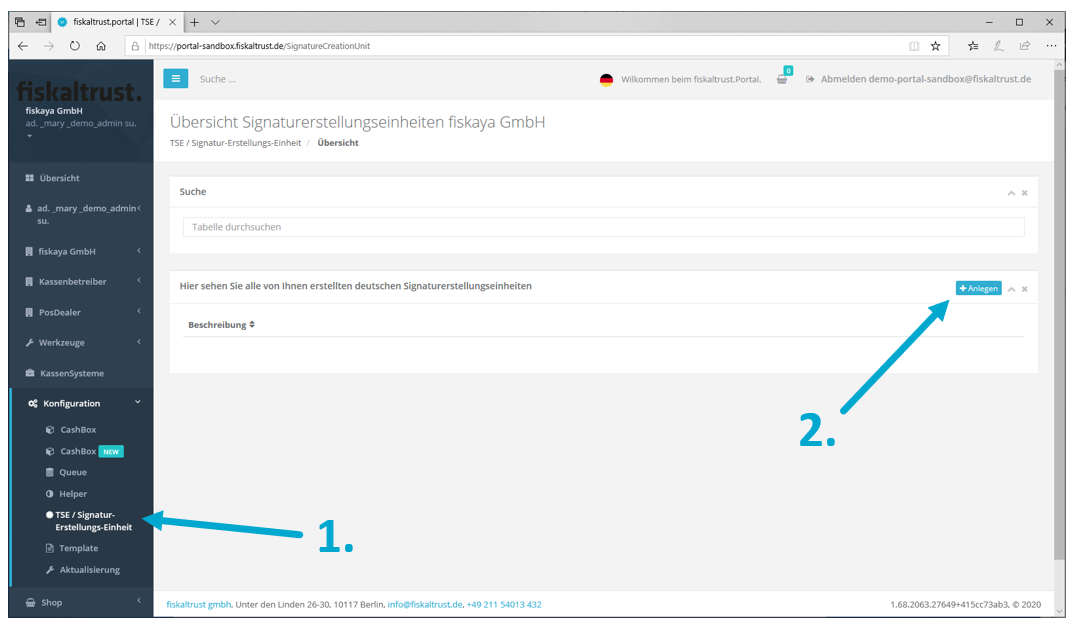 fiskaltrust.portal | TSE /
https://portal-sandbox.fiskaltrust.de/SignatureCreationUnit
fiskaltrust.
fiskaya GmbH
ad. _mary _demo_admin su.
Suche ...
Wilkommen beim fiskaltrust.Portal.
0
Abmelden demo-portal-sandbox@fiskaltrust.de
Übersicht Signaturerstellungseinheiten fiskaya GmbH
TSE / Signatur-Erstellungs-Einheit / Übersicht
Übersicht
ad. _mary _demo_admin
su.
fiskaya GmbH
Kassenbetreiber
PosDealer
Werkzeuge
KassenSysteme
Konfiguration
CashBox
CashBox NEW
Queue
Helper
TSE / Signatur-
Erstellungs-Einheit
Template
Aktualisierung
Shop
Suche
Tabelle durchsuchen
Hier sehen Sie alle von Ihnen erstellten deutschen Signaturerstellungseinheiten
+ Anlegen
Beschreibung
1.
2.
fiskaltrust gmbh, Unter den Linden 26-30, 10117 Berlin, info@fiskaltrust.de, +49 211 54013 432
1.68.2063.27649+415cc73ab3, © 2020